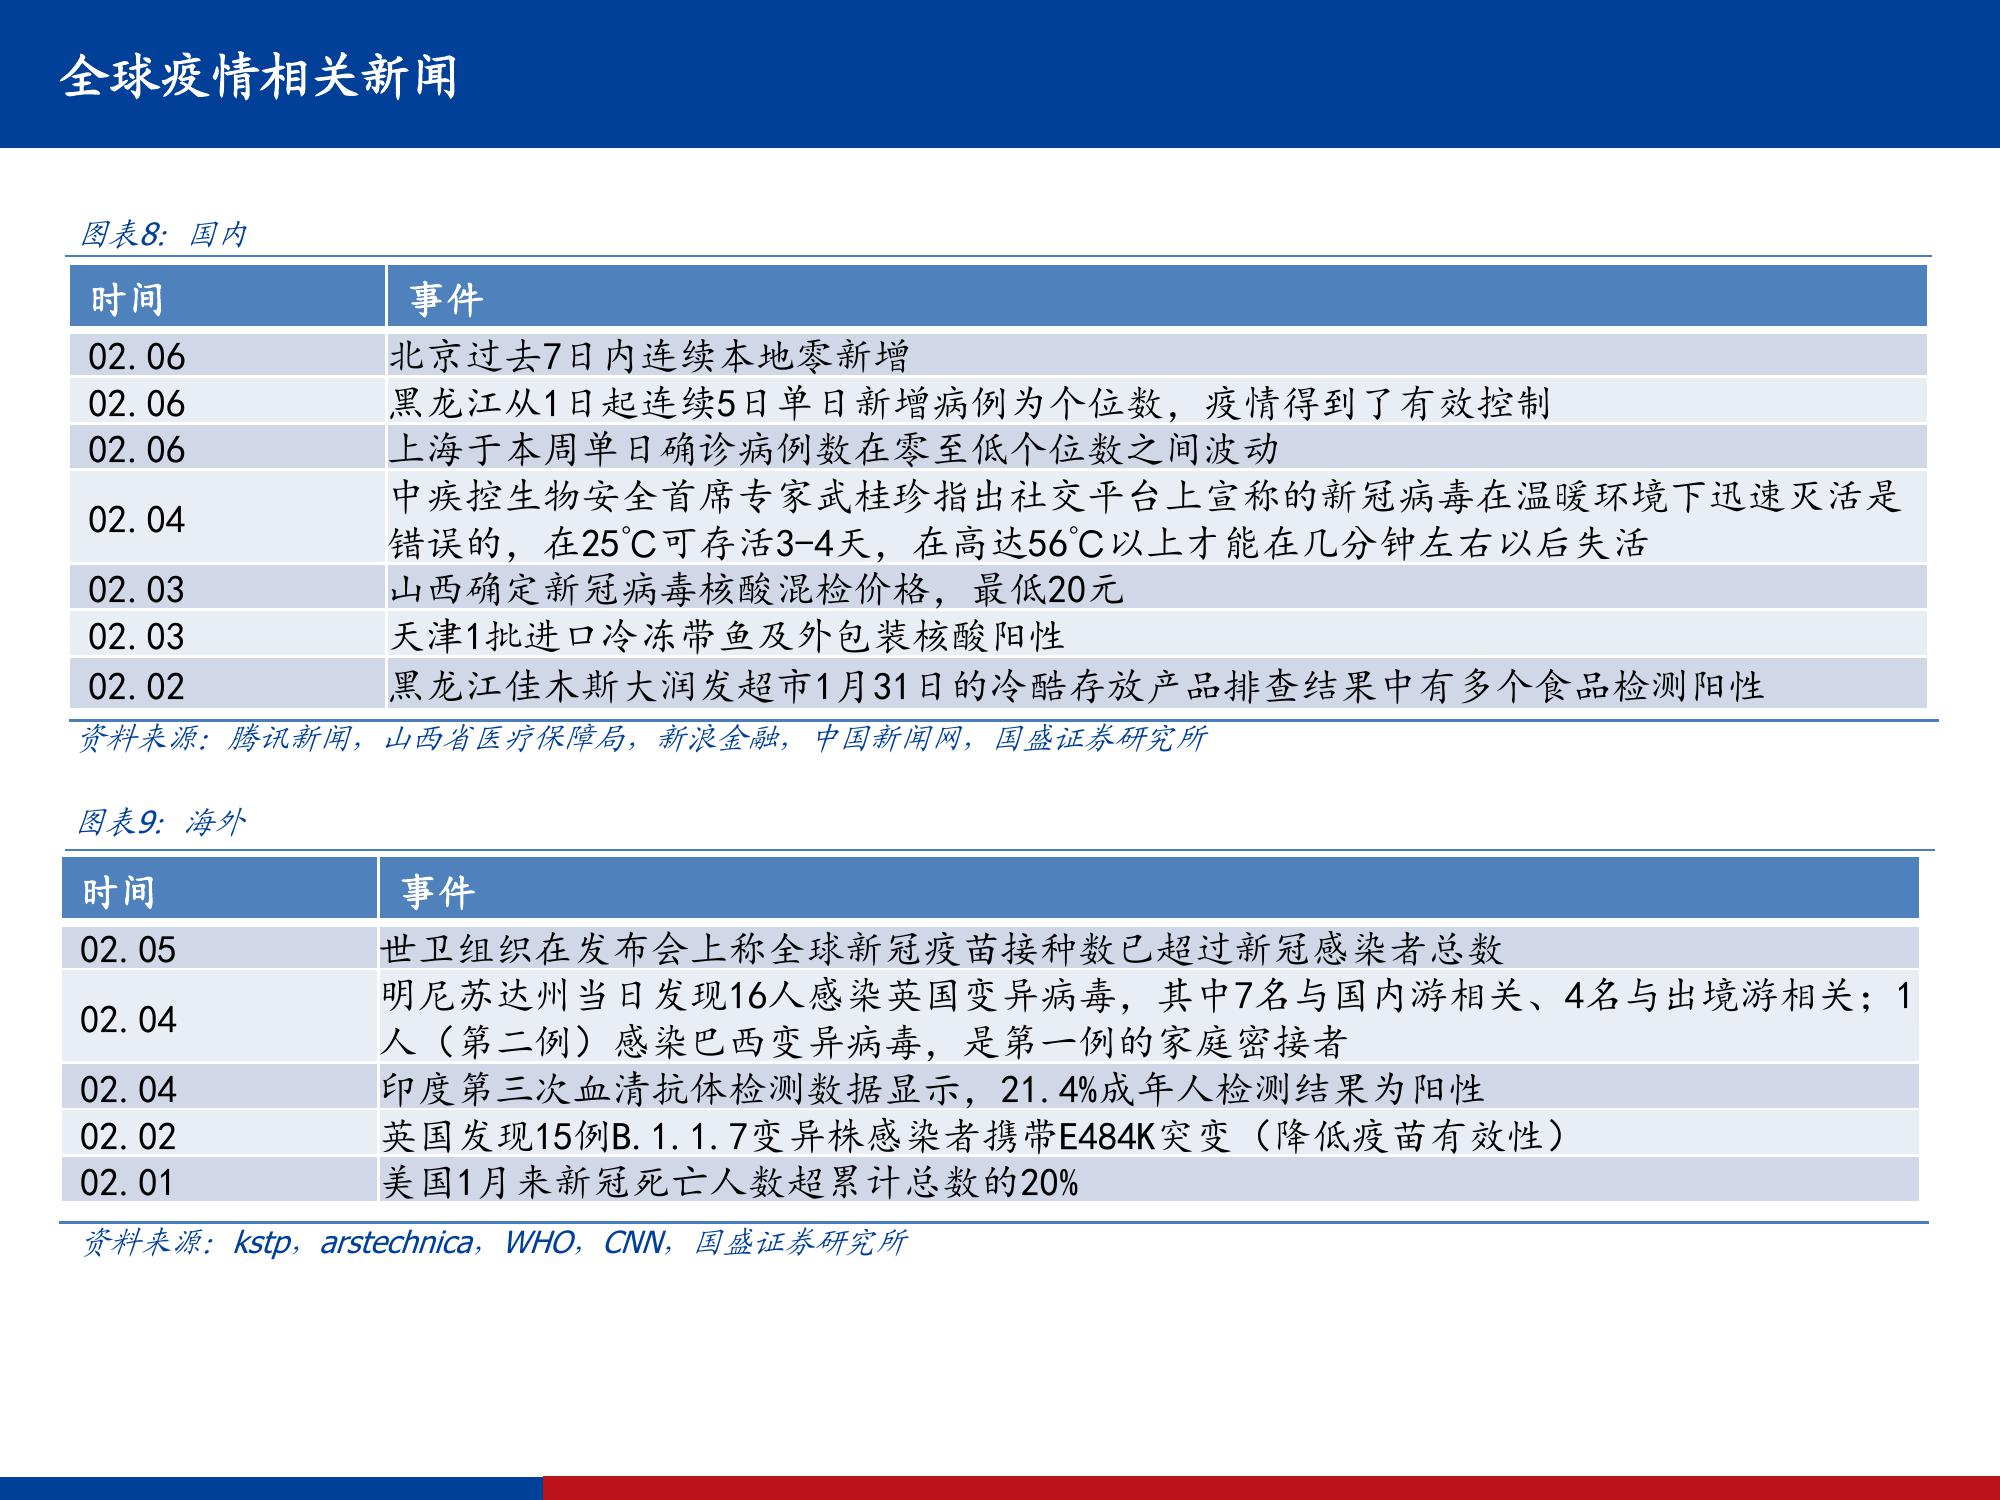 全球疫情相关新闻
图表8：国内
时间 事件
02.06 北京过去7日内连续本地零新增
02.06 黑龙江从1日起连续5日单日新增病例为个位数，疫情得到了有效控制
02.06 上海于本周单日确诊病例数在零至低个位数之间波动
02.04 中疾控生物安全首席专家武桂珍指出社交平台上宣称的新冠病毒在温暖环境下迅速灭活是
错误的，在25℃可存活3-4天，在高达56℃以上才能在几分钟左右以后失活
02.03 山西确定新冠病毒核酸混检价格，最低20元
02.03 天津1批进口冷冻带鱼及外包装核酸阳性
02.02 黑龙江佳木斯大润发超市1月31日的冷酷存放产品排查结果中有多个食品检测阳性
资料来源：腾讯新闻，山西省医疗保障局，新浪金融，中国新闻网，国盛证券研究所
图表9：海外
时间 事件
02.05 世卫组织在发布会上称全球新冠疫苗接种数已超过新冠感染者总数
02.04 明尼苏达州当日发现16人感染英国变异病毒，其中7名与国内游相关、4名与出境游相关；1
人（第二例）感染巴西变异病毒，是第一例的家庭密接者
02.04 印度第三次血清抗体检测数据显示，21.4%成年人检测结果为阳性
02.02 英国发现15例B.1.1.7变异株感染者携带E484K突变（降低疫苗有效性）
02.01 美国1月来新冠死亡人数超累计总数的20%
资料来源：kstp，arstechnica，WHO，CNN，国盛证券研究所